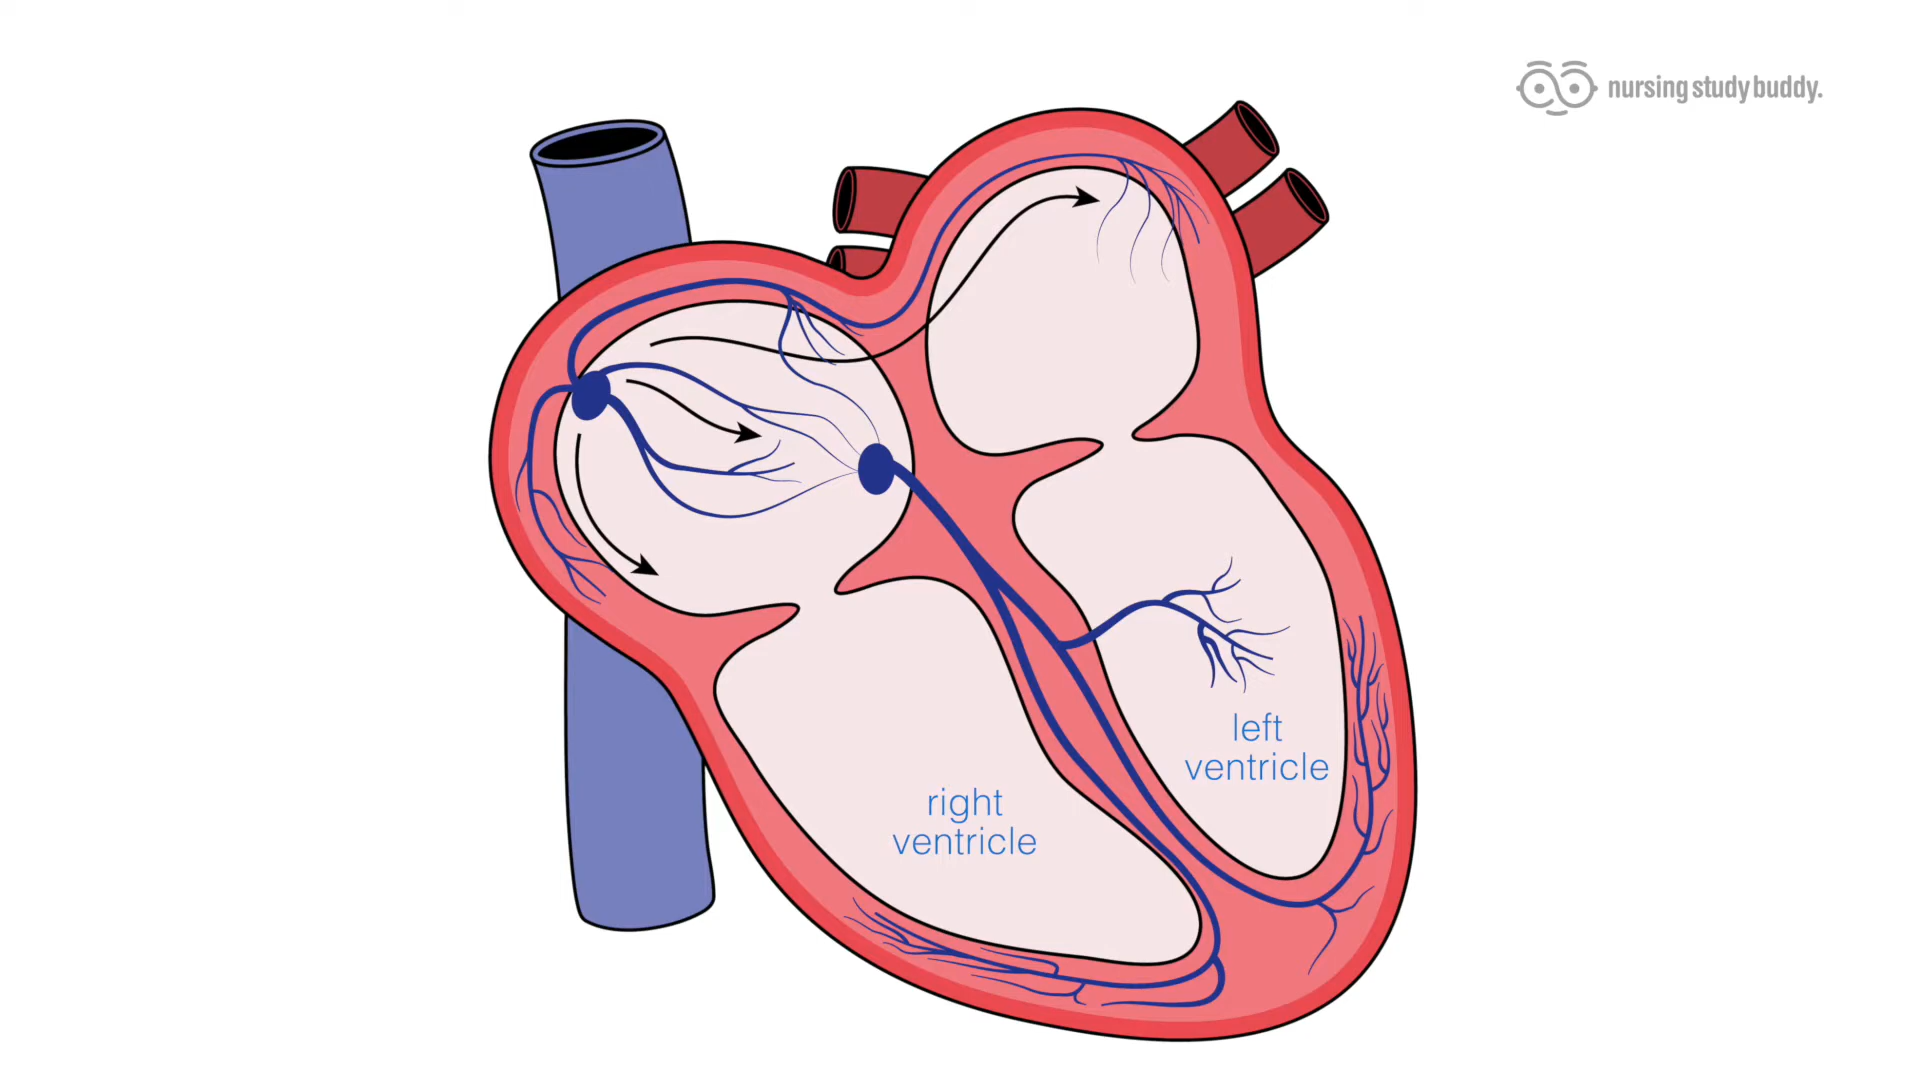 nursing study buddy.
left
ventricle
right
ventricle